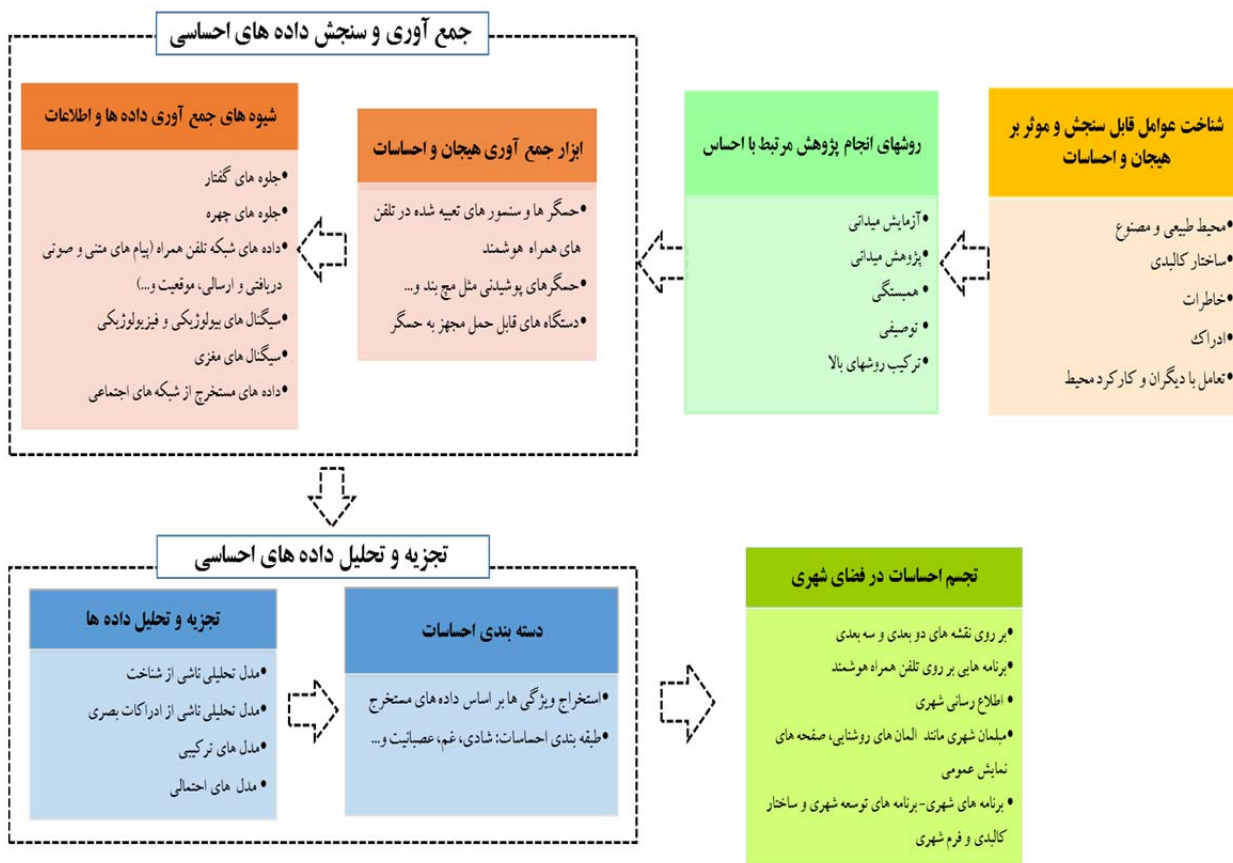 جمع آوری و سنجش داده های احساسی
شناخت عوامل قابل سنجش و موثر بر
هیجان و احساسات
•محیط طبیعی و مصنوع
•ساختار کالبدی
•خاطرات
•ادراک
•تعامل با دیگران و کارکرد محیط
روشهای انجام پژوهش مرتبط با احساس
•آزمایش میدانی
•پژوهش میدانی
•همبستگی
•توصیفی
•ترکیب روشهای بالا
ابزار جمع آوری هیجان و احساسات
•حسگر ها و سنسور های تعبیه شده در تلفن
های همراه هوشمند
•حسگرهای پوشیدنی مثل مچ بند و...
•دستگاه های قابل حمل مجهز به حسگر
شیوه های جمع آوری داده ها و اطلاعات
•جلوه های گفتار
•جلوه های چهره
•داده های شبکه تلفن همراه (پیام های متنی و صوتی
دریافتی و ارسالی، موقعیت و...)
•سیگنال های بیولوژیکی و فیزیولوژیکی
•سیگنال های مغزی
•داده های مستخرج از شبکه های اجتماعی
تجزیه و تحلیل داده های احساسی
تجزیه و تحلیل داده ها
•مدل تحلیلی ناشی از شناخت
•مدل تحلیلی ناشی از ادراکات بصری
•مدل های ترکیبی
•مدل های احتمالی
دسته بندی احساسات
•استخراج ویژگی ها بر اساس داده های مستخرج
•طبقه بندی احساسات: شادی، غم، عصبانیت و...
تجسم احساسات در فضای شهری
•بر روی نقشه های دو بعدی و سه بعدی
•برنامه هایی بر روی تلفن همراه هوشمند
• اطلاع رسانی شهری
•مبلمان شهری مانند المان های روشنایی، صفحه های
نمایش عمومی
• برنامه های شهری-برنامه های توسعه شهری و ساختار
کالبدی و فرم شهری